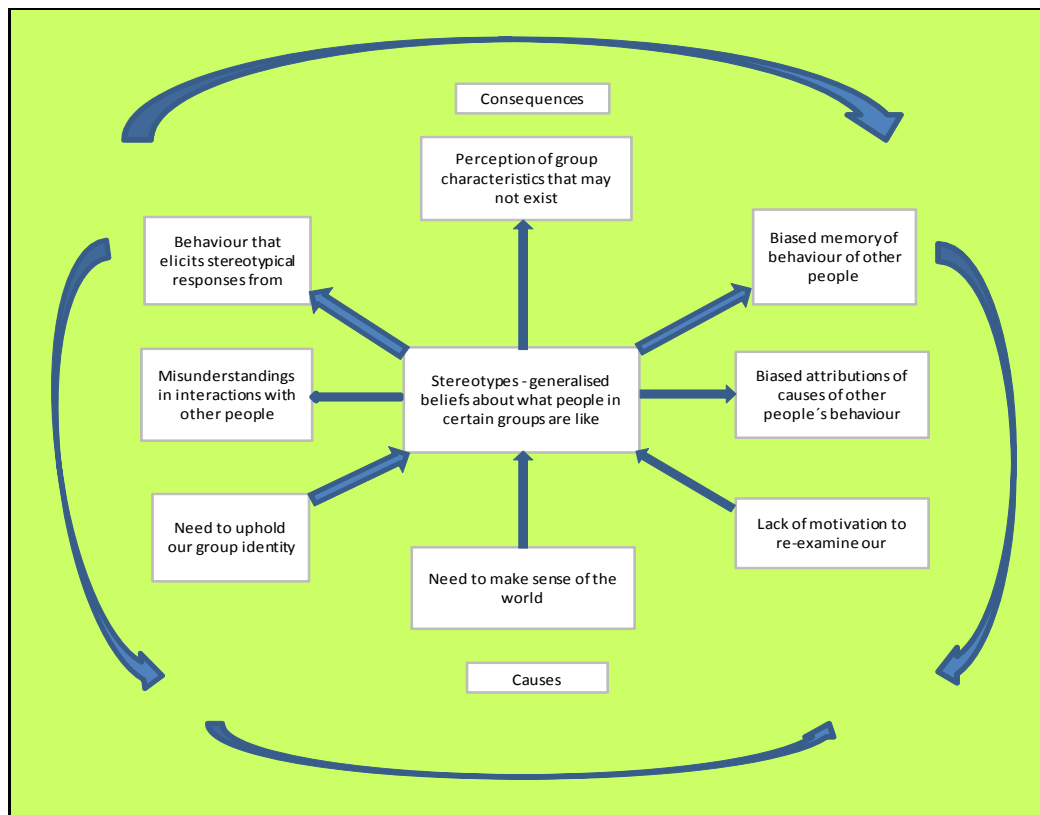 Consequences
Perception of group
characteristics that may
not exist
Behaviour that
elicits stereotypical
responses from
Biased memory of
behaviour of other
people
Misunderstandings
in interactions with
other people
Stereotypes - generalised
beliefs about what people in
certain groups are like
Biased attributions of
causes of other
people´s behaviour
Need to uphold
our group identity
Need to make sense of the
world
Lack of motivation to
re-examine our
Causes